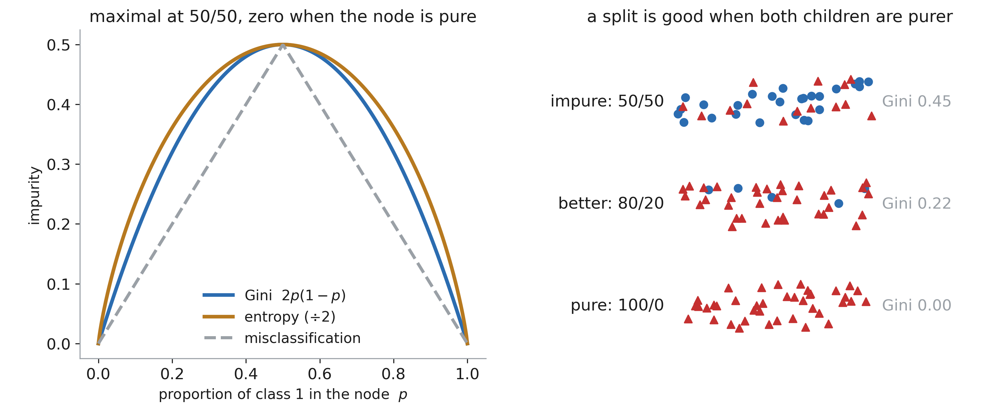 maximal at 50/50, zero when the node is pure
impurity
0.5
0.4
0.3
0.2
0.1
0.0
0.0 0.2 0.4 0.6 0.8 1.0
proportion of class 1 in the node p
Gini 2p(1 − p)
entropy (÷2)
misclassification
a split is good when both children are purer
impure: 50/50 Gini 0.45
better: 80/20 Gini 0.22
pure: 100/0 Gini 0.00